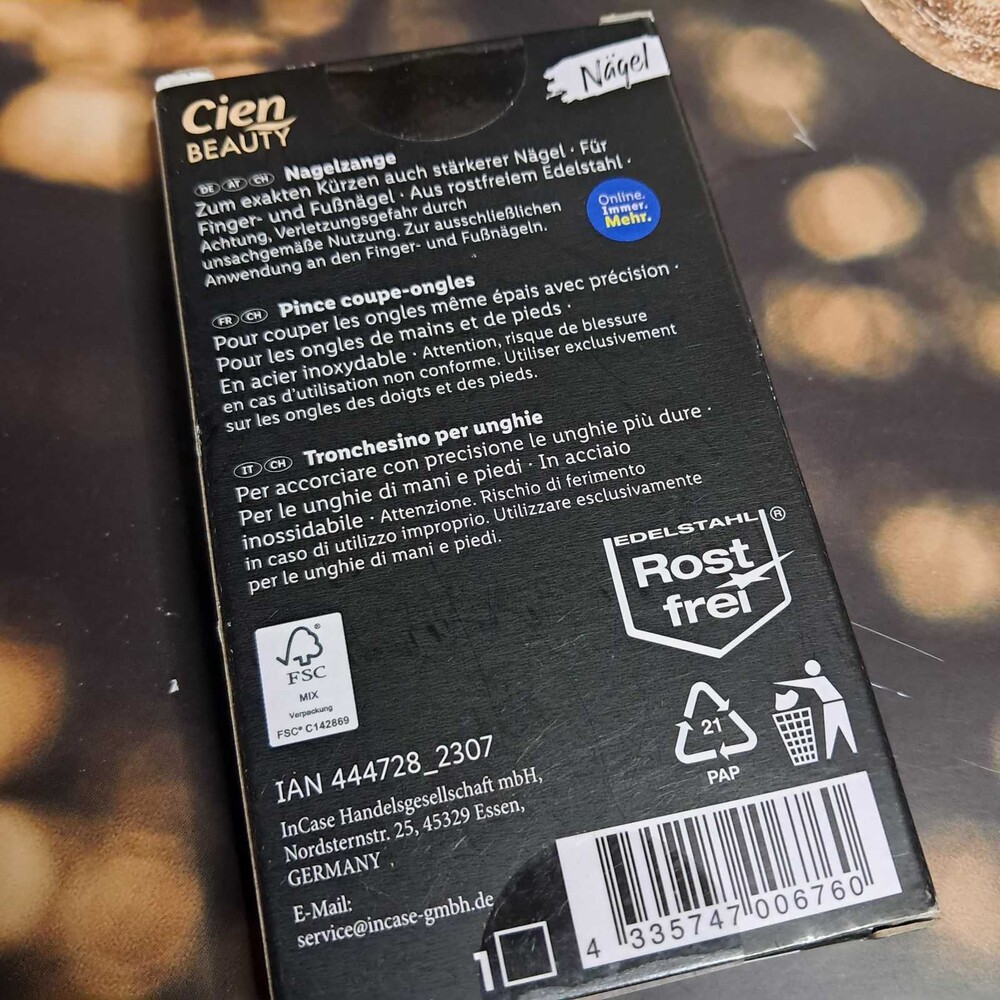 Nägel
Cien
BEAUTY
DE AT CH Nagelzange
Zum exakten Kürzen auch stärkerer Nägel · Für
Finger- und Fußnägel · Aus rostfreiem Edelstahl ·
Achtung, Verletzungsgefahr durch
unsachgemäße Nutzung. Zur ausschließlichen
Anwendung an den Finger- und Fußnägeln.
Online.
Immer.
Mehr.
FR CH Pince coupe-ongles
Pour couper les ongles même épais avec précision ·
Pour les ongles de mains et de pieds ·
En acier inoxydable · Attention, risque de blessure
en cas d'utilisation non conforme. Utiliser exclusivement
sur les ongles des doigts et des pieds.
IT CH Tronchesino per unghie
Per accorciare con precisione le unghie più dure ·
Per le unghie di mani e piedi · In acciaio
inossidabile · Attenzione. Rischio di ferimento
in caso di utilizzo improprio. Utilizzare esclusivamente
per le unghie di mani e piedi.
EDELSTAHL ®
Rost
frei
®
FSC
MIX
Verpackung
FSC® C142869
21
PAP
IAN 444728_2307
InCase Handelsgesellschaft mbH,
Nordsternstr. 25, 45329 Essen,
GERMANY
E-Mail:
service@incase-gmbh.de
1
4 335747 006760